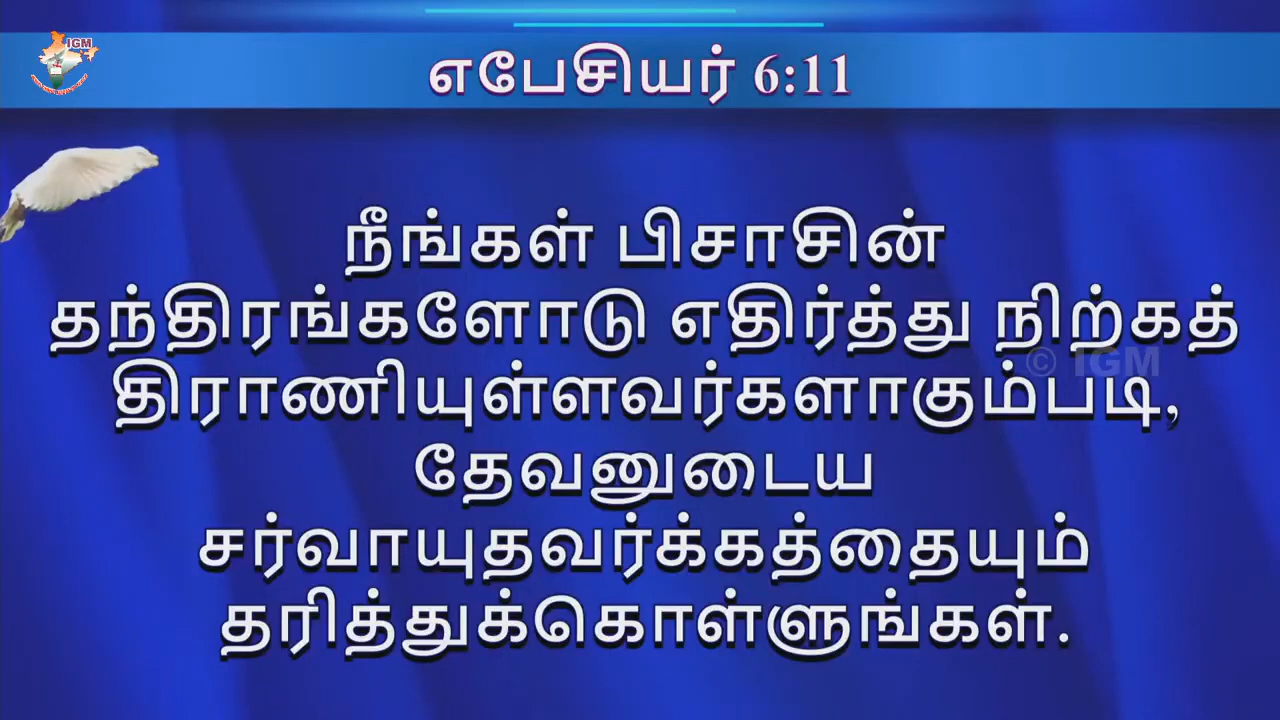 IGM
எபேசியர் 6:11
நீங்கள் பிசாசின்
தந்திரங்களோடு எதிர்த்து நிற்கத்
© IGM
திராணியுள்ளவர்களாகும்படி,
தேவனுடைய
சர்வாயுதவர்க்கத்தையும்
தரித்துக்கொள்ளுங்கள்.